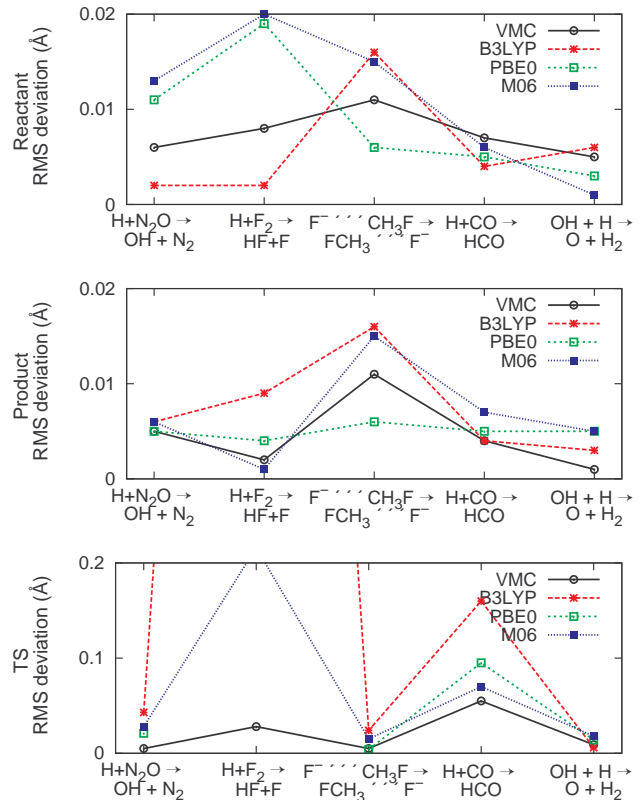 Reactant
RMS deviation (Å)
0.02
0.01
0
VMC
B3LYP
PBE0
M06
H+N2O → H+F2 → F⁻ ´ ´ ´ CH3F → H+CO → OH + H →
OH + N2 HF+F FCH3 ´ ´ ´ F⁻ HCO O + H2
Product
RMS deviation (Å)
0.02
0.01
0
VMC
B3LYP
PBE0
M06
H+N2O → H+F2 → F⁻ ´ ´ ´ CH3F → H+CO → OH + H →
OH + N2 HF+F FCH3 ´ ´ ´ F⁻ HCO O + H2
TS
RMS deviation (Å)
0.2
0.1
0
VMC
B3LYP
PBE0
M06
H+N2O → H+F2 → F⁻ ´ ´ ´ CH3F → H+CO → OH + H →
OH + N2 HF+F FCH3 ´ ´ ´ F⁻ HCO O + H2